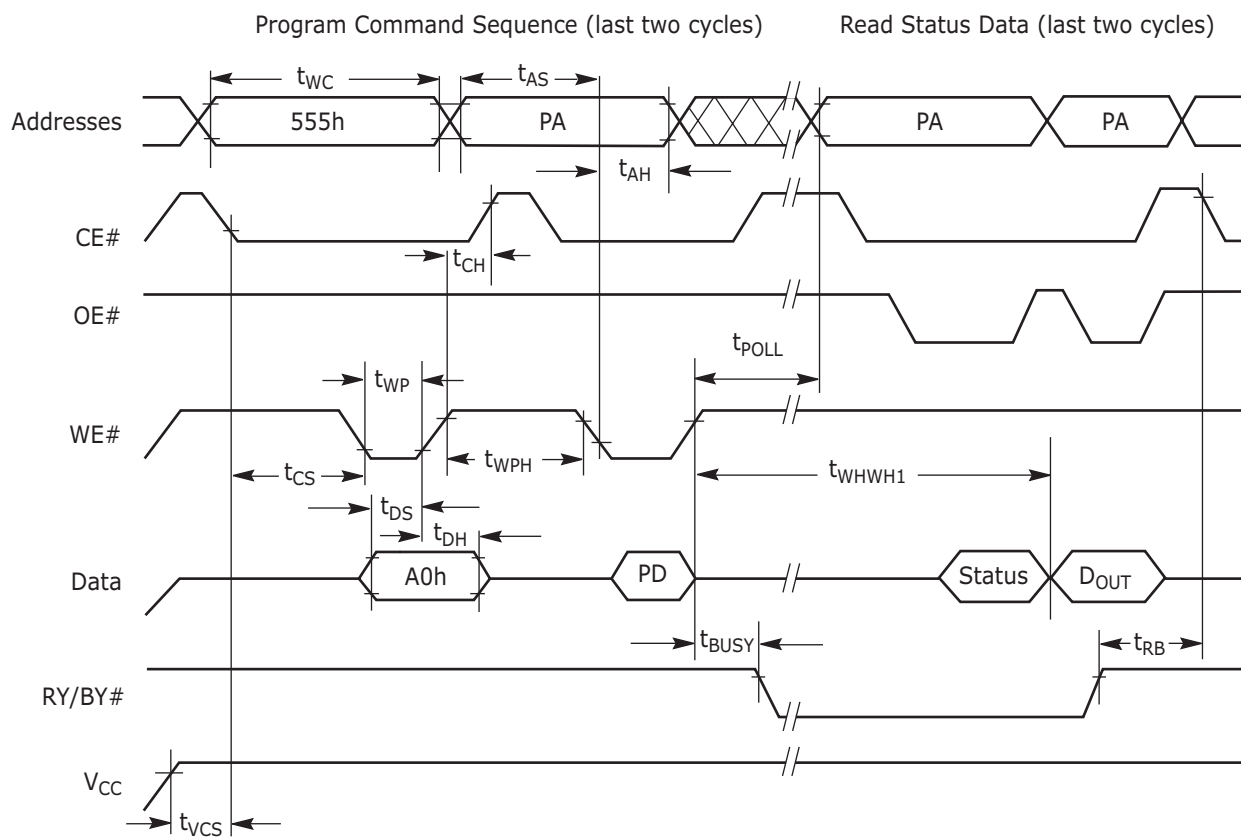 Program Command Sequence (last two cycles) Read Status Data (last two cycles)
tWC tAS
Addresses 555h PA PA PA
tAH
CE#
tCH
OE#
tPOLL
tWP
WE#
tCS tWPH tWHWH1
tDS
tDH
Data A0h PD Status DOUT
tBUSY tRB
RY/BY#
VCC
tVCS